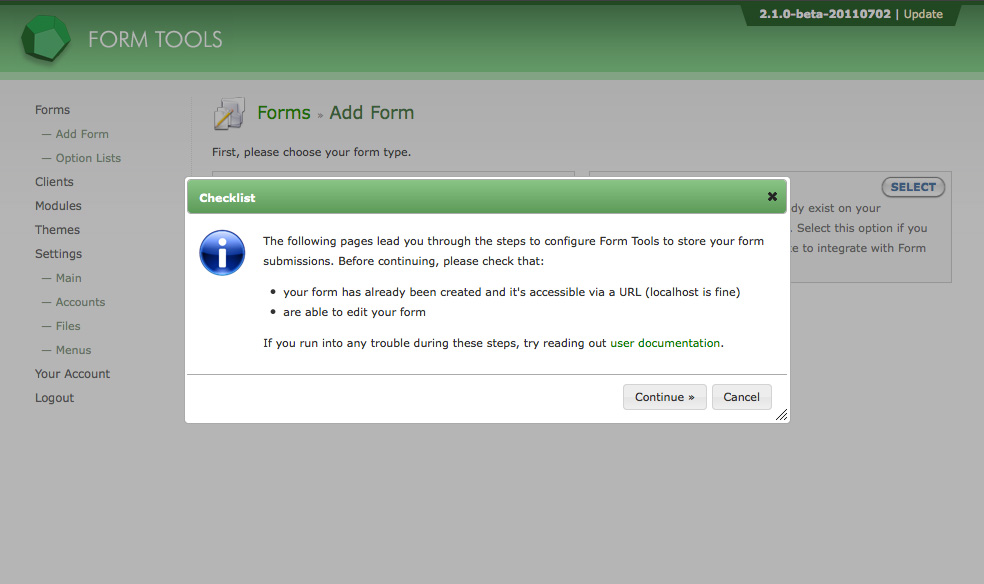 2.1.0-beta-20110702 | Update
FORM TOOLS
Forms
— Add Form
— Option Lists
Clients
Modules
Themes
Settings
— Main
— Accounts
— Files
— Menus
Your Account
Logout
Forms » Add Form
First, please choose your form type.
SELECT
dy exist on your
. Select this option if you
e to integrate with Form
Checklist
The following pages lead you through the steps to configure Form Tools to store your form
submissions. Before continuing, please check that:
• your form has already been created and it's accessible via a URL (localhost is fine)
• are able to edit your form
If you run into any trouble during these steps, try reading out user documentation.
Continue »
Cancel